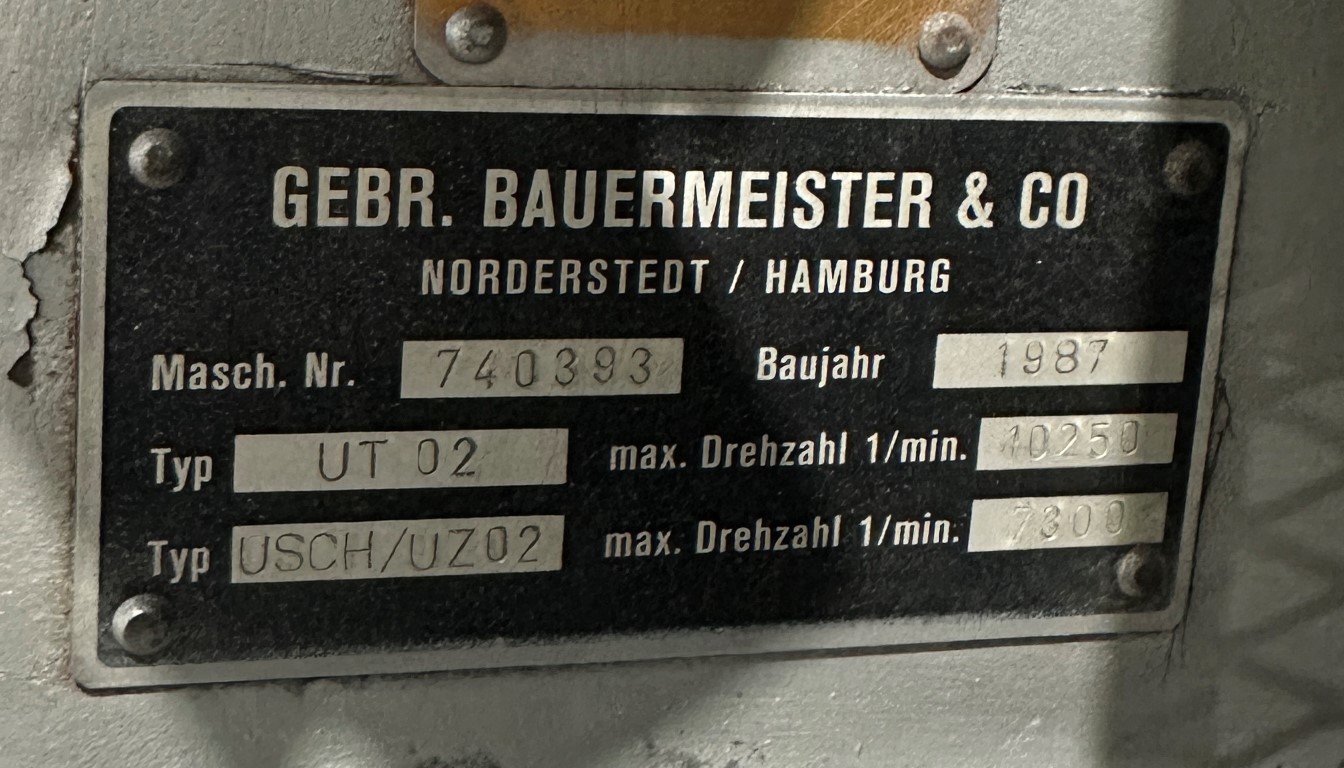 GEBR. BAUERMEISTER & CO
NORDERSTEDT / HAMBURG
Masch. Nr. 740393 Baujahr 1987
Typ UT 02 max. Drehzahl 1/min. 10250
Typ USCH/UZ02 max. Drehzahl 1/min. 7300